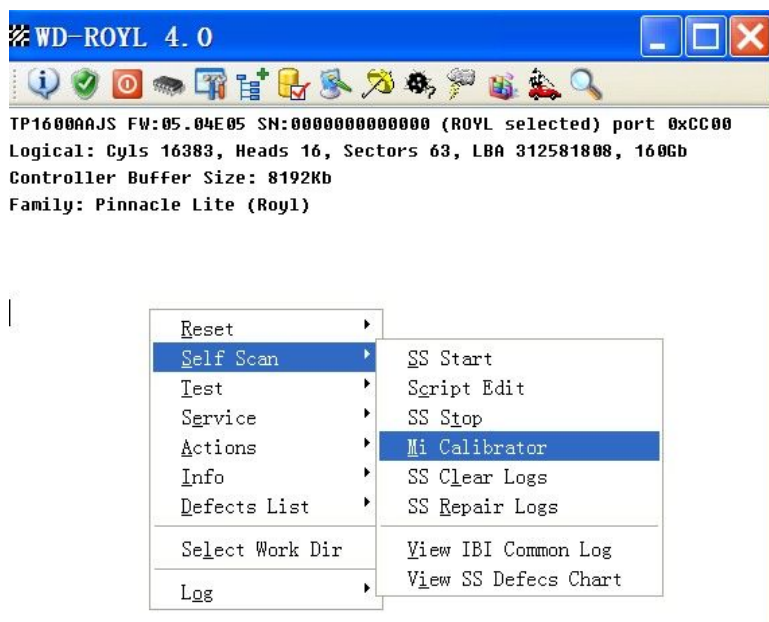 WD-ROYL 4.0
TP1600AAJS FW:05.04E05 SN:0000000000000 (ROYL selected) port 0xCC00
Logical: Cyls 16383, Heads 16, Sectors 63, LBA 312581808, 160Gb
Controller Buffer Size: 8192Kb
Family: Pinnacle Lite (Royl)
Reset
Self Scan
Test
Service
Actions
Info
Defects List
Select Work Dir
Log
SS Start
Script Edit
SS Stop
Mi Calibrator
SS Clear Logs
SS Repair Logs
View IBI Common Log
View SS Defecs Chart